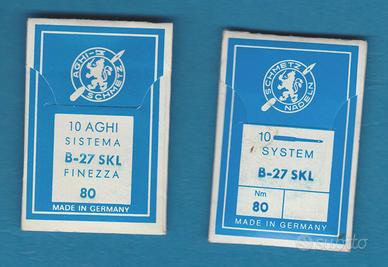 AGHI-S
SCHMETZ
10 AGHI
SISTEMA
B-27 SKL
FINEZZA
80
MADE IN GERMANY
SCHMETZ
NADELN
10
SYSTEM
B-27 SKL
Nm
80
MADE IN GERMANY
subito